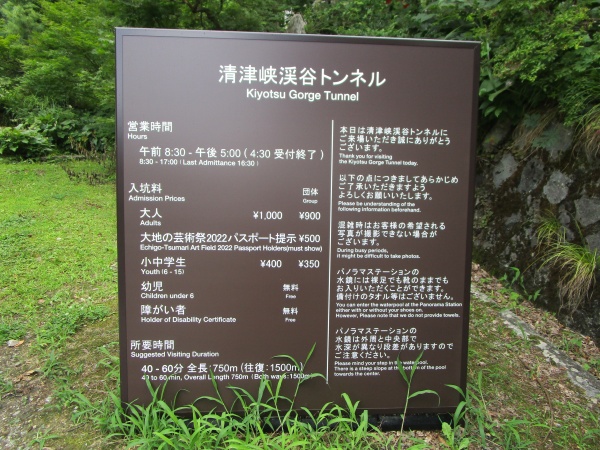 清津峡渓谷トンネル
Kiyotsu Gorge Tunnel
営業時間
Hours
午前 8:30 - 午後 5:00 ( 4:30 受付終了 )
8:30 - 17:00 ( Last Admittance 16:30 )
入坑料 団体
Admission Prices Group
大人 ¥1,000 ¥900
Adults
大地の芸術祭2022パスポート提示 ¥500
Echigo-Tsumari Art Field 2022 Passport Holders(must show)
小中学生 ¥400 ¥350
Youth (6 - 15)
幼児 無料
Children under 6 Free
障がい者 無料
Holder of Disability Certificate Free
所要時間
Suggested Visiting Duration
40 - 60分 全長:750m (往復:1500m)
40 to 60min, Overall Length 750m (Both ways:1500m)
本日は清津峡渓谷トンネルに
ご来場いただき誠にありがとう
ございます。
Thank you for visiting
the Kiyotsu Gorge Tunnel today.
以下の点につきましてあらかじめ
ご了承いただきますよう
よろしくお願いいたします。
Please be understanding of the
following information beforehand.
混雑時はお客様の希望される
写真が撮影できない場合が
ございます。
During busy periods,
it might be difficult to take photos.
パノラマステーションの
水鏡には裸足でも靴のままでも
お入りいただくことができます。
備付けのタオル等はございません。
You can enter the waterpool at the Panorama Station
either with or without your shoes on.
However, Please note that we do not provide towels.
パノラマステーションの
水鏡は外周と中央部で
水深が異なり段差がありますので
ご注意ください。
Please mind your step in the waterpool.
There is a steep slope at the bottom of the pool
towards the center.